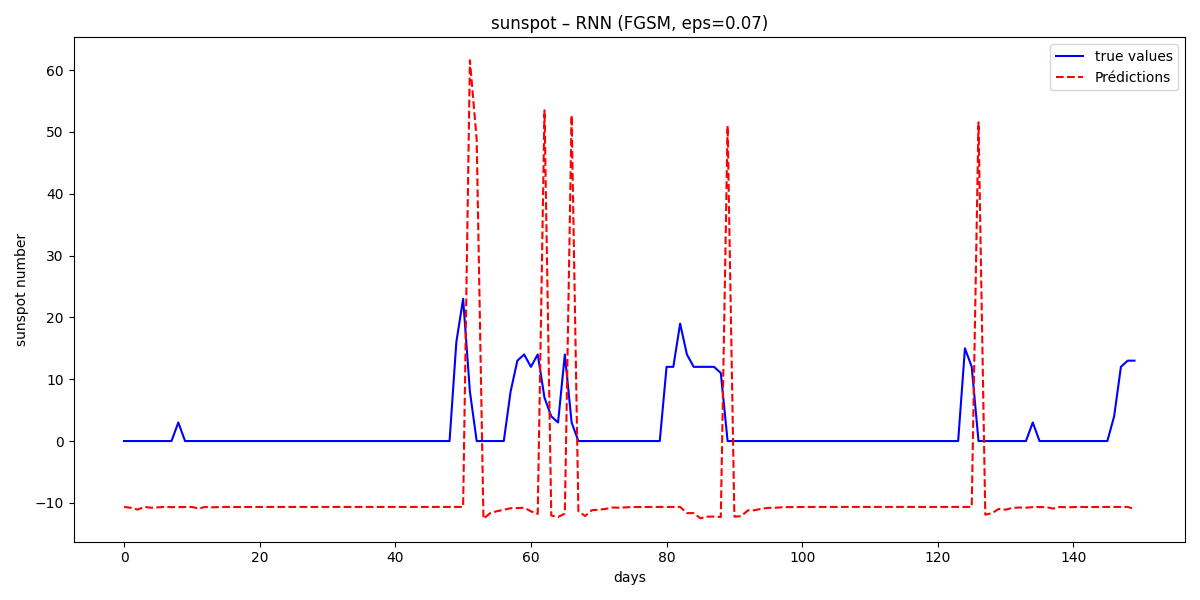 sunspot – RNN (FGSM, eps=0.07)
true values
Prédictions
sunspot number
60
50
40
30
20
10
0
−10
0 20 40 60 80 100 120 140
days